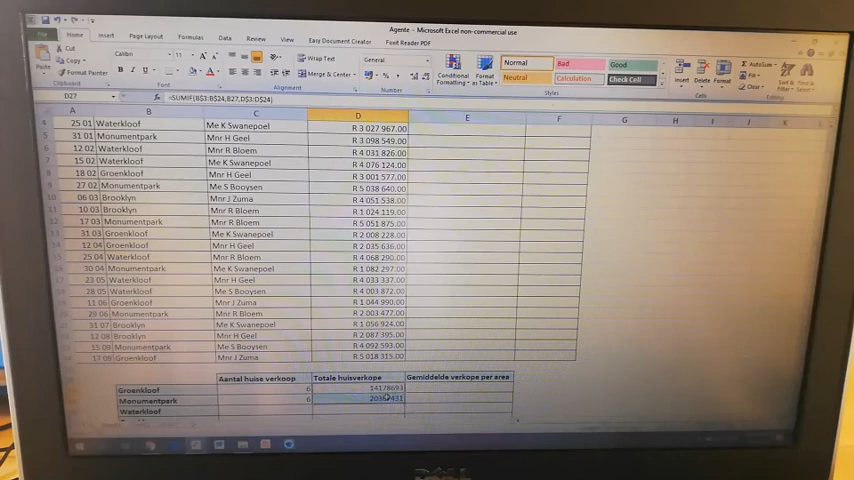 Agente - Microsoft Excel non-commercial use
File Home Insert Page Layout Formulas Data Review View Easy Document Creator Foxit Reader PDF
Cut
Copy
Format Painter
Paste
Clipboard
Calibri 11
Font
Wrap Text
Merge & Center
Alignment
General
Number
Conditional Formatting
Format as Table
Normal Bad Good
Neutral Calculation Check Cell
Styles
Insert Delete Format
Cells
AutoSum
Fill
Clear
Editing
D27 fx =SUMIF(B$3:B$24,B27,D$3:D$24)
A B C D E F G H I J K L
4 25 01 Waterkloof Me K Swanepoel R 3 027 967.00
5 31 01 Monumentpark Mnr H Geel R 3 098 549.00
6 12 02 Waterkloof Mnr R Bloem R 4 031 826.00
7 15 02 Waterkloof Me K Swanepoel R 4 076 124.00
8 18 02 Groenkloof Mnr H Geel R 3 001 577.00
9 27 02 Monumentpark Me S Booysen R 5 038 640.00
10 06 03 Brooklyn Mnr J Zuma R 4 051 538.00
11 10 03 Brooklyn Mnr R Bloem R 1 024 119.00
12 17 03 Monumentpark Mnr R Bloem R 5 051 875.00
13 31 03 Groenkloof Me K Swanepoel R 2 008 228.00
14 12 04 Groenkloof Mnr H Geel R 2 035 636.00
15 25 04 Waterkloof Mnr R Bloem R 4 068 290.00
16 30 04 Monumentpark Me K Swanepoel R 1 082 297.00
17 23 05 Waterkloof Mnr H Geel R 4 033 337.00
18 28 05 Waterkloof Me S Booysen R 4 003 872.00
19 11 06 Groenkloof Mnr J Zuma R 1 044 990.00
20 29 06 Monumentpark Mnr R Bloem R 2 003 477.00
21 31 07 Brooklyn Me K Swanepoel R 1 056 924.00
12 08 Brooklyn Mnr H Geel R 2 087 395.00
15 09 Monumentpark Me S Booysen R 4 092 593.00
17 09 Groenkloof Mnr J Zuma R 5 018 315.00
Aantal huise verkoop Totale huisverkope Gemiddelde verkope per area
Groenkloof 6 14178693
Monumentpark 6
Waterkloof
DELL